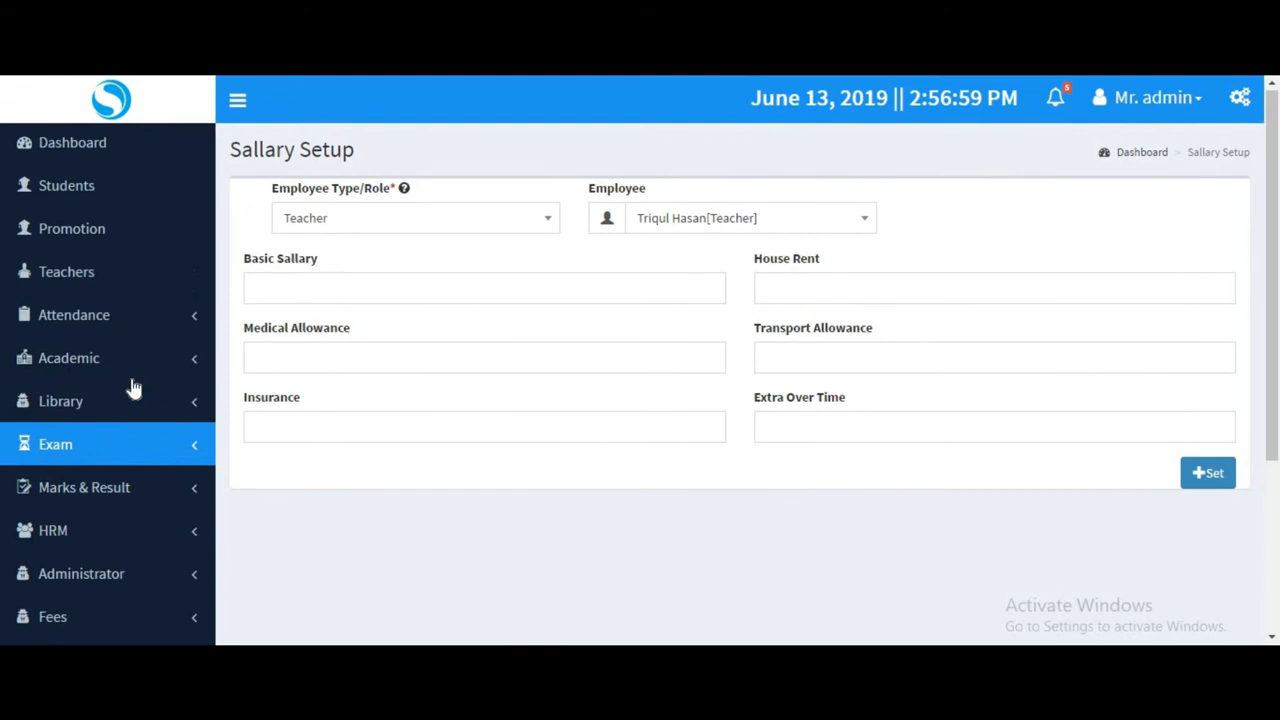 June 13, 2019 || 2:56:59 PM
5
Mr. admin
Dashboard
Students
Promotion
Teachers
Attendance
Academic
Library
Exam
Marks & Result
HRM
Administrator
Fees
Sallary Setup
Dashboard > Sallary Setup
Employee Type/Role*
Employee
Teacher
Triqul Hasan[Teacher]
Basic Sallary
House Rent
Medical Allowance
Transport Allowance
Insurance
Extra Over Time
+Set
Activate Windows
Go to Settings to activate Windows.